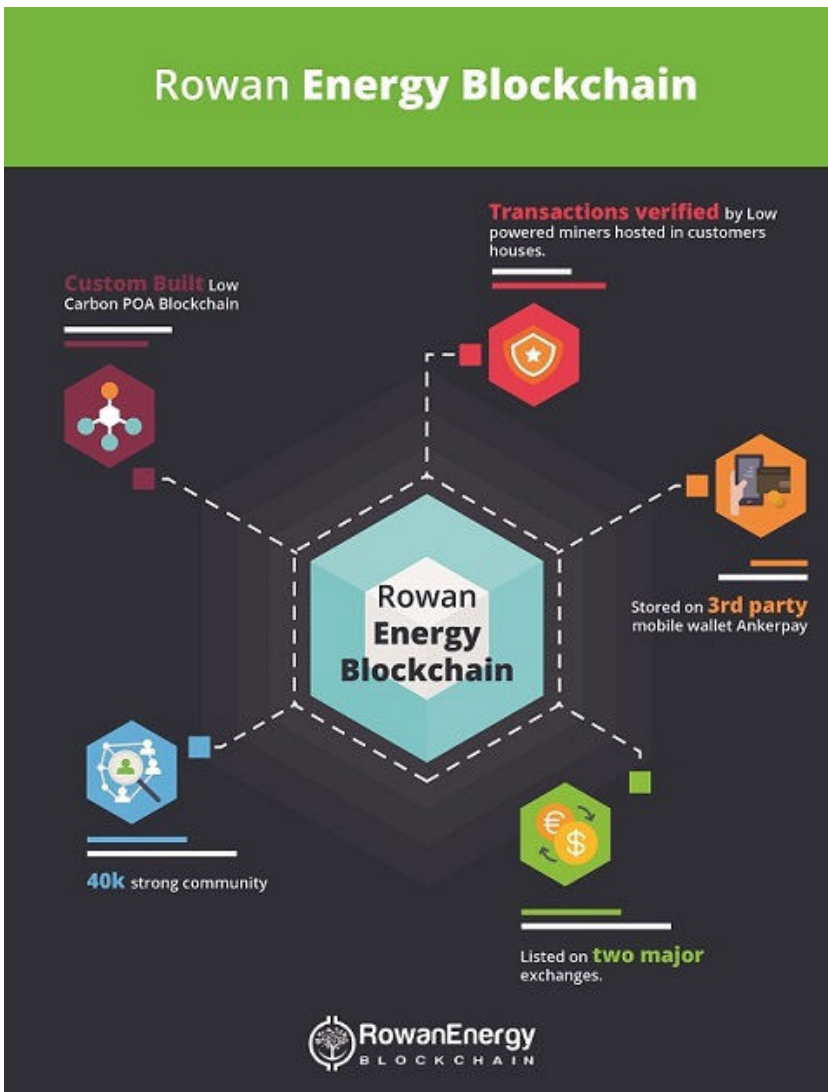 Rowan Energy Blockchain
Transactions verified by Low
powered miners hosted in customers
houses.
Custom Built Low
Carbon POA Blockchain
Stored on 3rd party
mobile wallet Ankerpay
Rowan
Energy
Blockchain
40k strong community
Listed on two major
exchanges.
RowanEnergy
BLOCKCHAIN